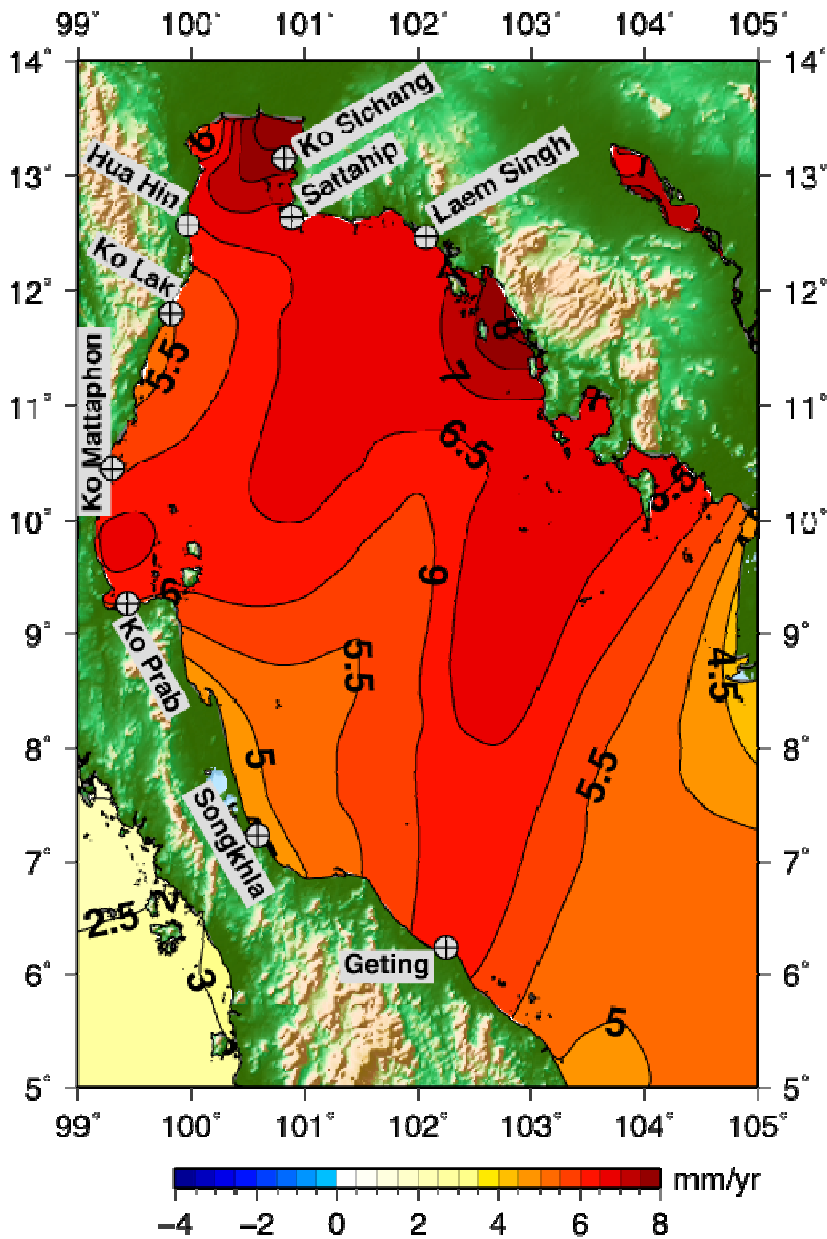 99° 100° 101° 102° 103° 104° 105°
14° 14°
Ko Sichang
6
Hua Hin
Sattahip
Laem Singh
7
13° 13°
Ko Lak
12° 12°
8
5.5
7
Ko Mattaphon
11° 11°
6.5
6.5
10° 10°
6
6
9° 9°
Ko Prab
5.5
4.5
8° 8°
5
5.5
Songkhla
7° 7°
2
2.5
3
Geting
6° 6°
5
5° 5°
99° 100° 101° 102° 103° 104° 105°
mm/yr
−4 −2 0 2 4 6 8